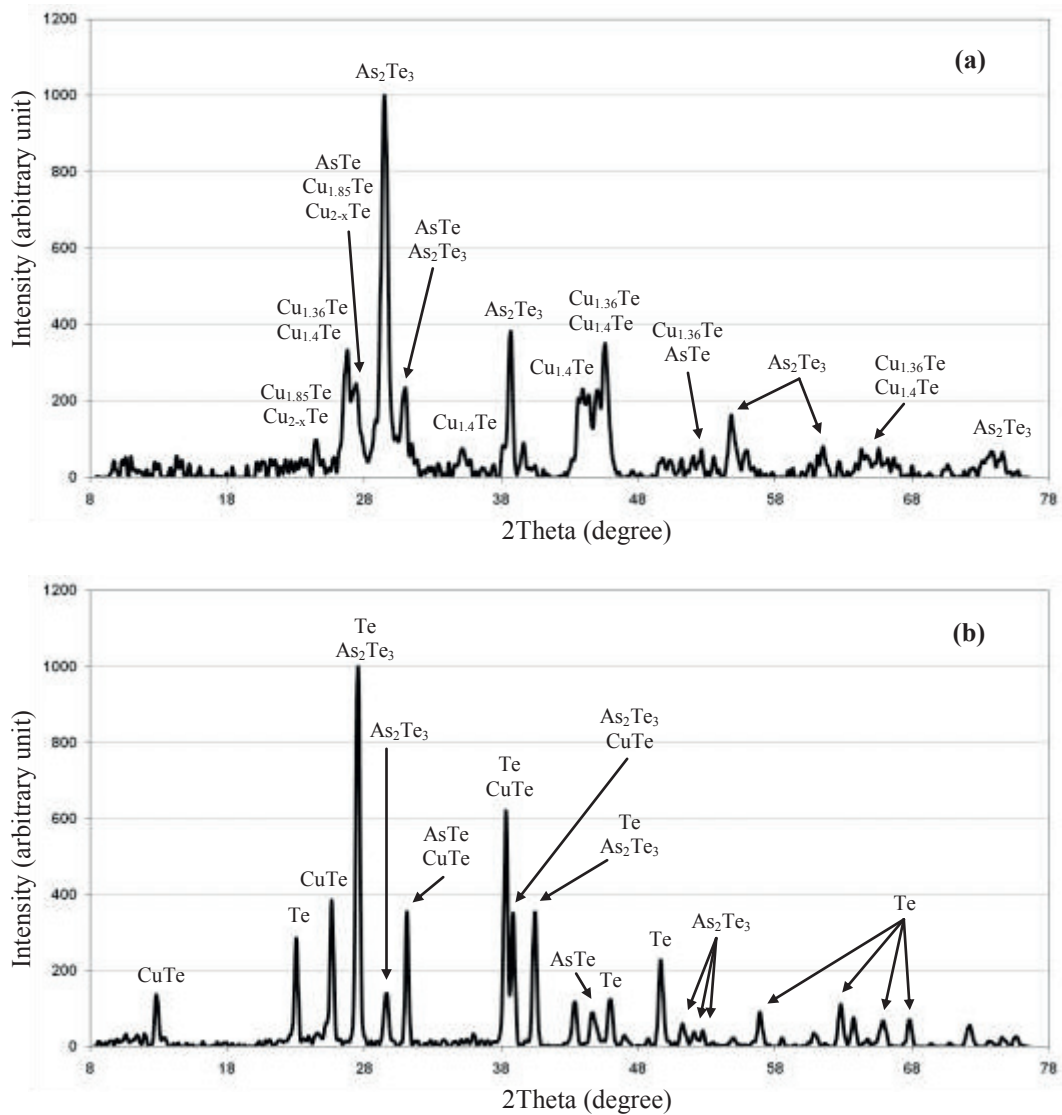 1200
(a)
As₂Te₃
1000
AsTe
800
Cu₁.₈₅Te
Cu₂₋ₓTe
AsTe
As₂Te₃
600
Intensity (arbitrary unit)
Cu₁.₃₆Te
Cu₁.₄Te
As₂Te₃
Cu₁.₃₆Te
Cu₁.₄Te
400
Cu₁.₃₆Te
AsTe
Cu₁.₄Te
As₂Te₃
Cu₁.₃₆Te
Cu₁.₄Te
Cu₁.₈₅Te
Cu₂₋ₓTe
200
Cu₁.₄Te
As₂Te₃
0
8 18 28 38 48 58 68 78
2Theta (degree)
1200
(b)
Te
As₂Te₃
1000
As₂Te₃
As₂Te₃
CuTe
800
Te
CuTe
Intensity (arbitrary unit)
600
AsTe
CuTe
Te
As₂Te₃
CuTe
400
Te
Te
As₂Te₃
Te
200
CuTe
AsTe
Te
0
8 18 28 38 48 58 68 78
2Theta (degree)